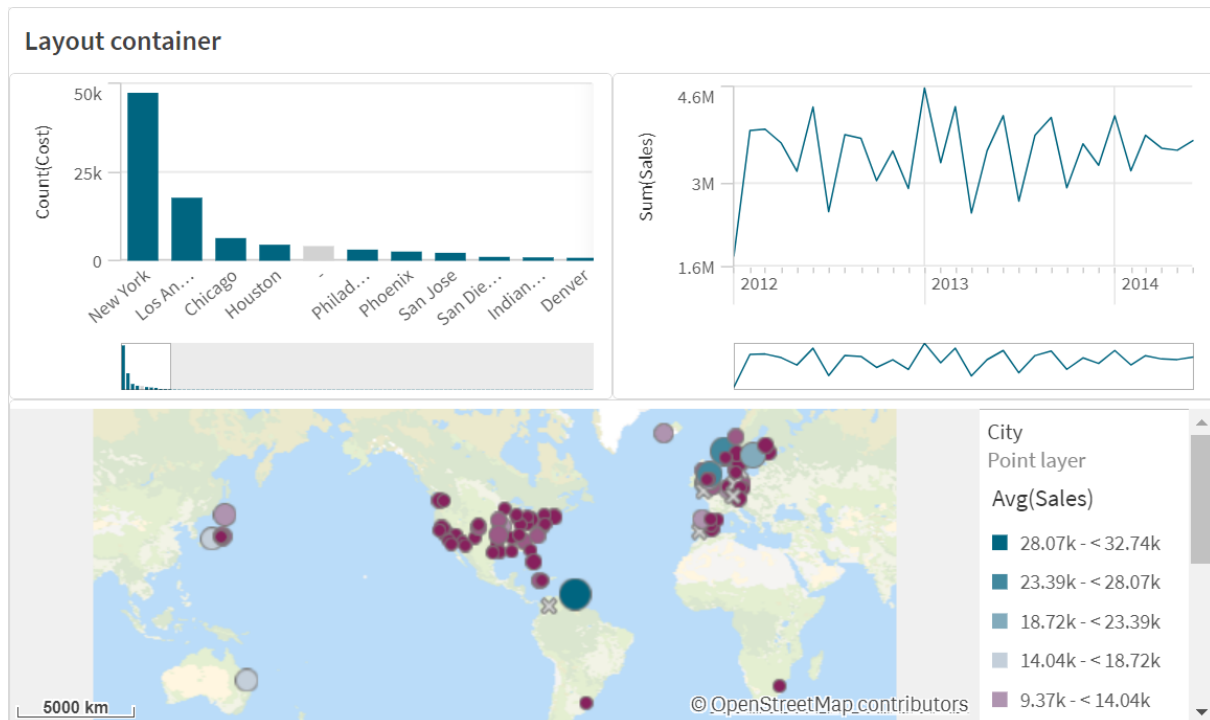 Layout container
50k
25k
0
Count(Cost)
New York
Los An...
Chicago
Houston
-
Philad...
Phoenix
San Jose
San Die...
Indian...
Denver
4.6M
3M
1.6M
Sum(Sales)
2012
2013
2014
5000 km
© OpenStreetMap contributors
City
Point layer
Avg(Sales)
28.07k - < 32.74k
23.39k - < 28.07k
18.72k - < 23.39k
14.04k - < 18.72k
9.37k - < 14.04k